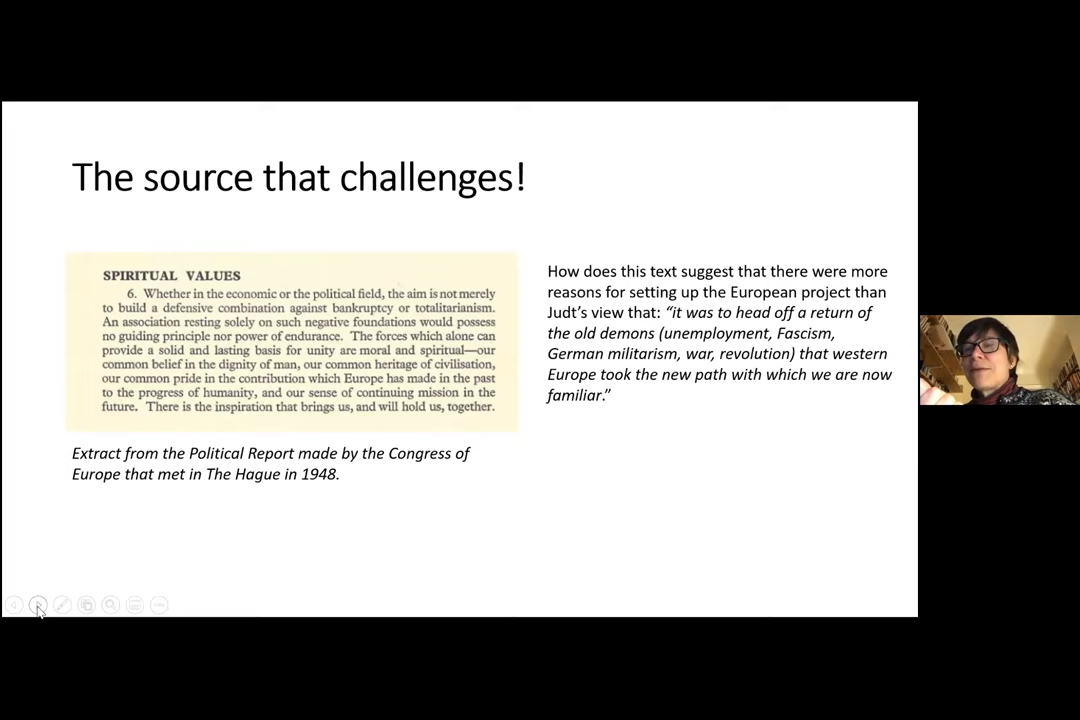 The source that challenges!
SPIRITUAL VALUES
6. Whether in the economic or the political field, the aim is not merely
to build a defensive combination against bankruptcy or totalitarianism.
An association resting solely on such negative foundations would possess
no guiding principle nor power of endurance. The forces which alone can
provide a solid and lasting basis for unity are moral and spiritual—our
common belief in the dignity of man, our common heritage of civilisation,
our common pride in the contribution which Europe has made in the past
to the progress of humanity, and our sense of continuing mission in the
future. There is the inspiration that brings us, and will hold us, together.
Extract from the Political Report made by the Congress of
Europe that met in The Hague in 1948.
How does this text suggest that there were more
reasons for setting up the European project than
Judt’s view that: “it was to head off a return of
the old demons (unemployment, Fascism,
German militarism, war, revolution) that western
Europe took the new path with which we are now
familiar.”